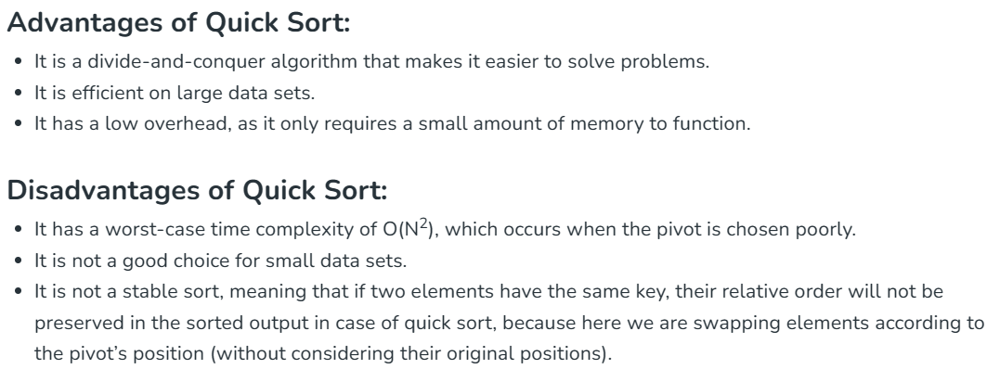 Advantages of Quick Sort:
• It is a divide-and-conquer algorithm that makes it easier to solve problems.
• It is efficient on large data sets.
• It has a low overhead, as it only requires a small amount of memory to function.
Disadvantages of Quick Sort:
• It has a worst-case time complexity of O(N²), which occurs when the pivot is chosen poorly.
• It is not a good choice for small data sets.
• It is not a stable sort, meaning that if two elements have the same key, their relative order will not be
preserved in the sorted output in case of quick sort, because here we are swapping elements according to
the pivot’s position (without considering their original positions).